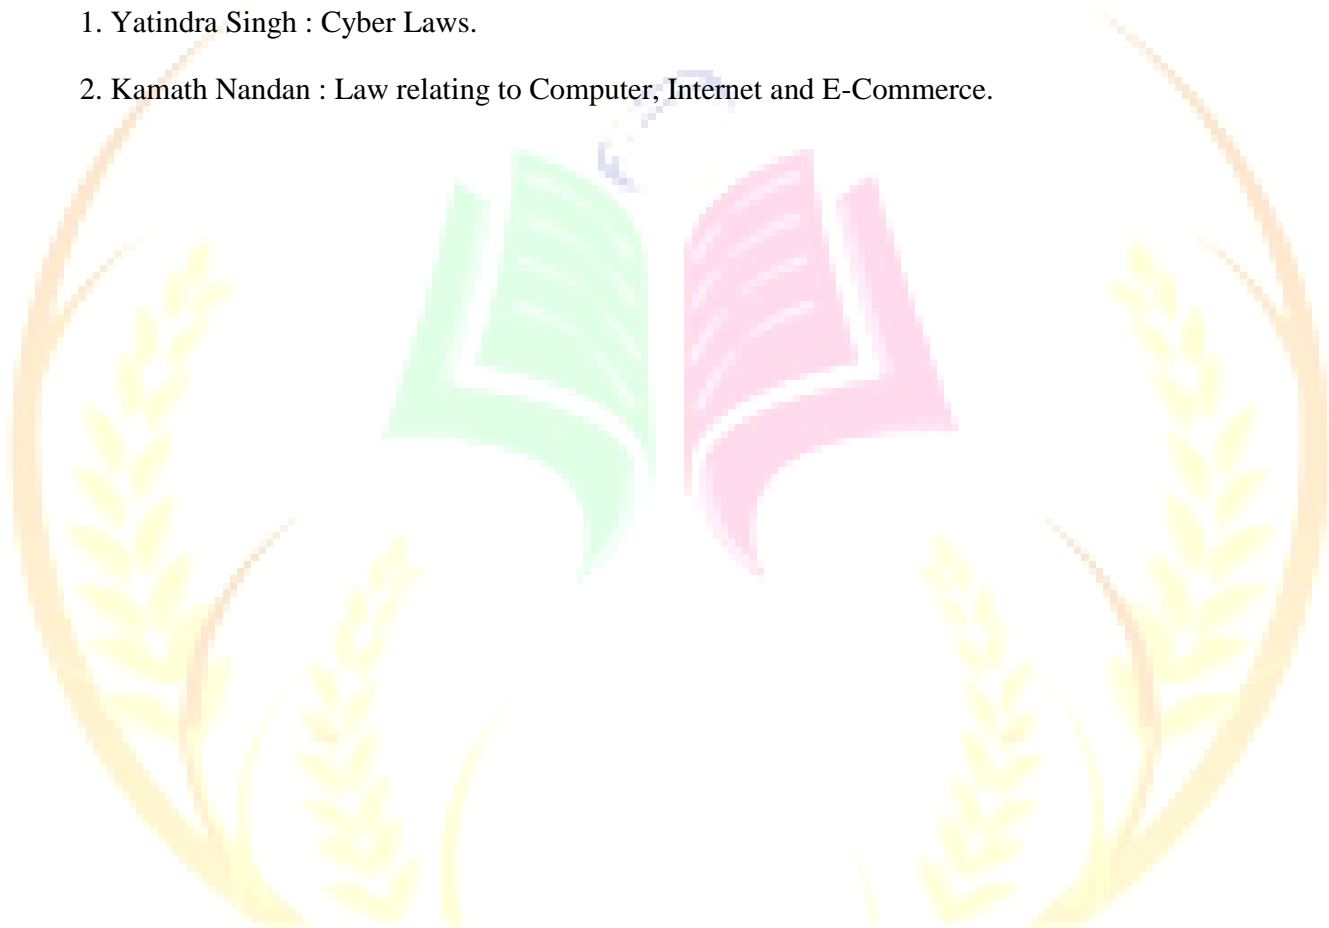 1. Yatindra Singh : Cyber Laws.
2. Kamath Nandan : Law relating to Computer, Internet and E-Commerce.